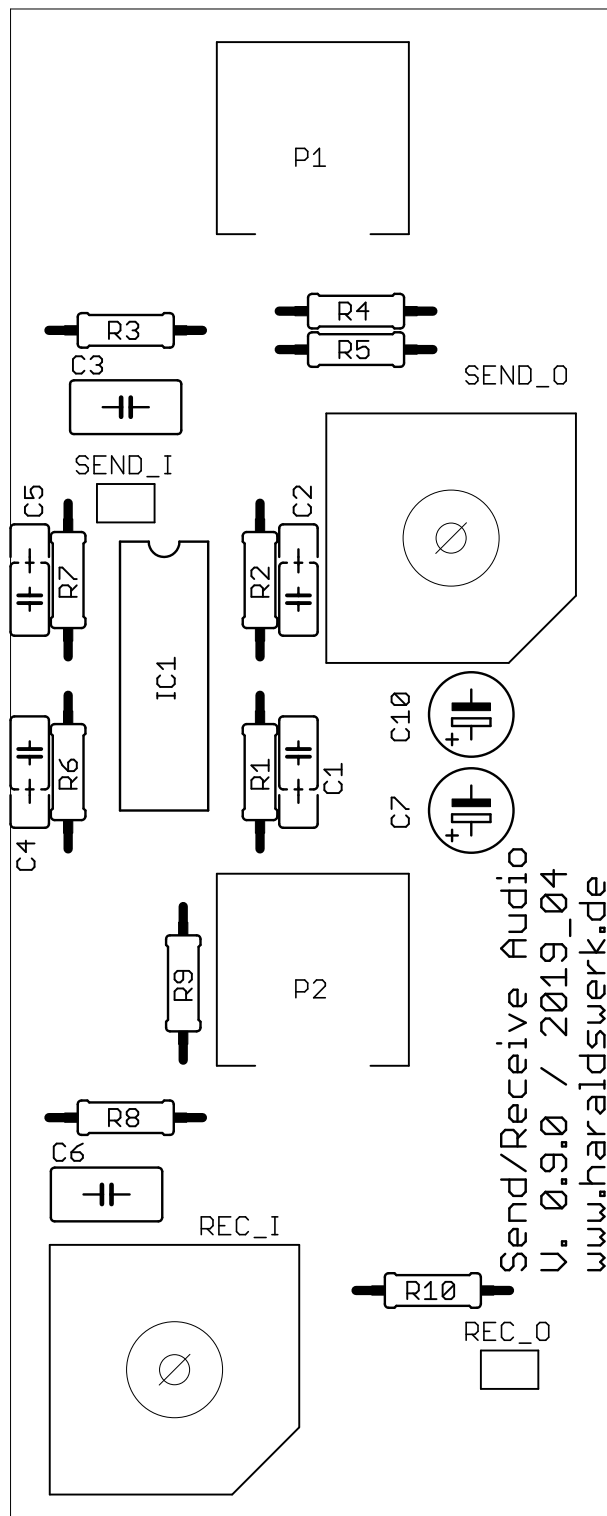 P1
R4
R3
R5
C3
SEND_O
SEND_I
C5
C2
R7
R2
IC1
C10
R6
R1
C1
C7
C4
R9
P2
R8
C6
REC_I
R10
REC_O
Send/Receive Audio
V. 0.9.0 / 2019_04
www.haraldswerk.de